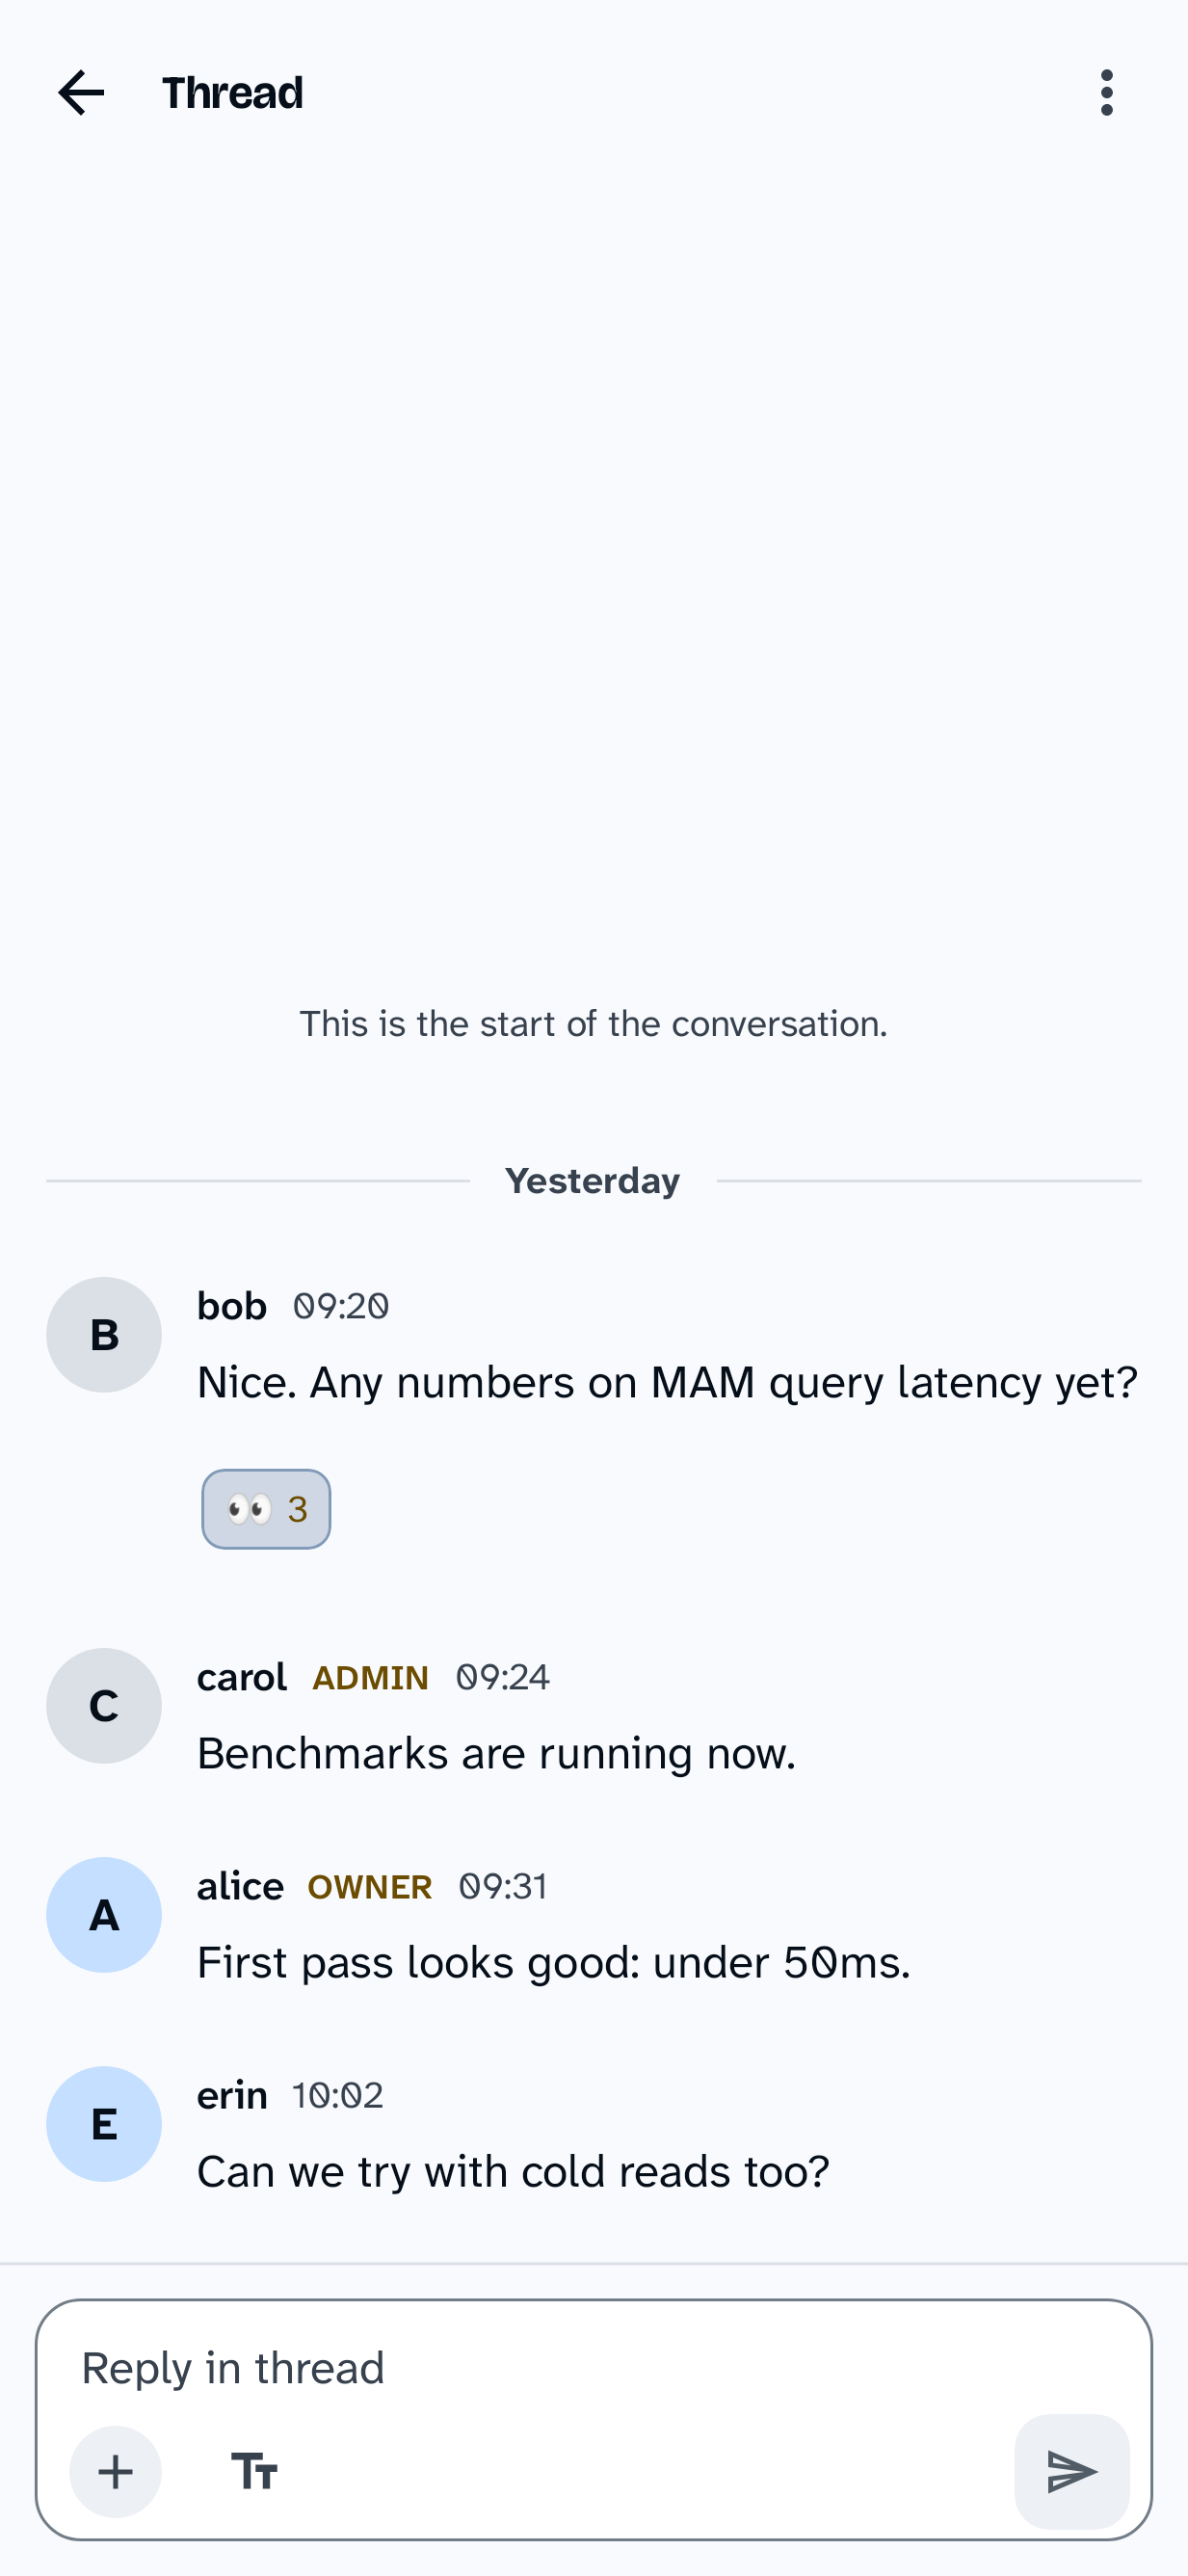 Thread
This is the start of the conversation.
Yesterday
B
bob 09:20
Nice. Any numbers on MAM query latency yet?
👀 3
C
carol ADMIN 09:24
Benchmarks are running now.
A
alice OWNER 09:31
First pass looks good: under 50ms.
E
erin 10:02
Can we try with cold reads too?
Reply in thread
Tt